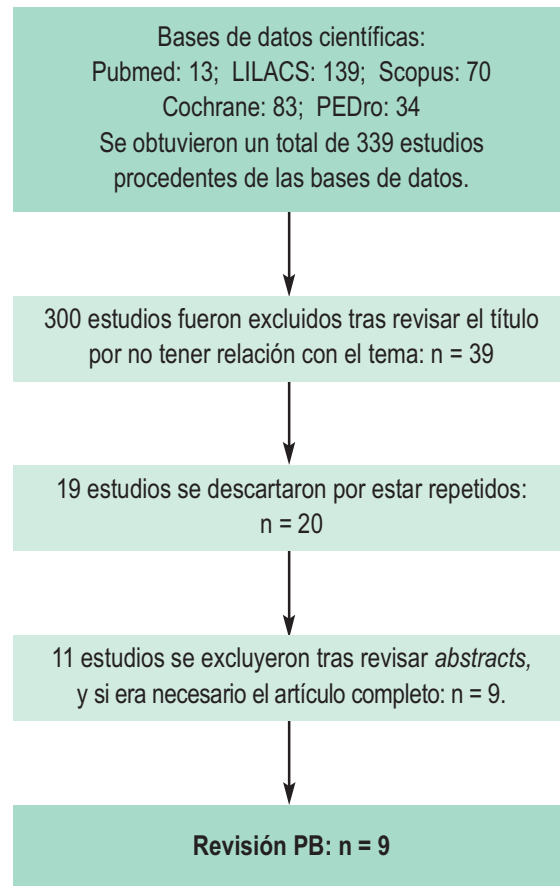 Bases de datos científicas:
Pubmed: 13; LILACS: 139; Scopus: 70
Cochrane: 83; PEDro: 34
Se obtuvieron un total de 339 estudios
procedentes de las bases de datos.
300 estudios fueron excluidos tras revisar el título
por no tener relación con el tema: n = 39
19 estudios se descartaron por estar repetidos:
n = 20
11 estudios se excluyeron tras revisar abstracts,
y si era necesario el artículo completo: n = 9.
Revisión PB: n = 9